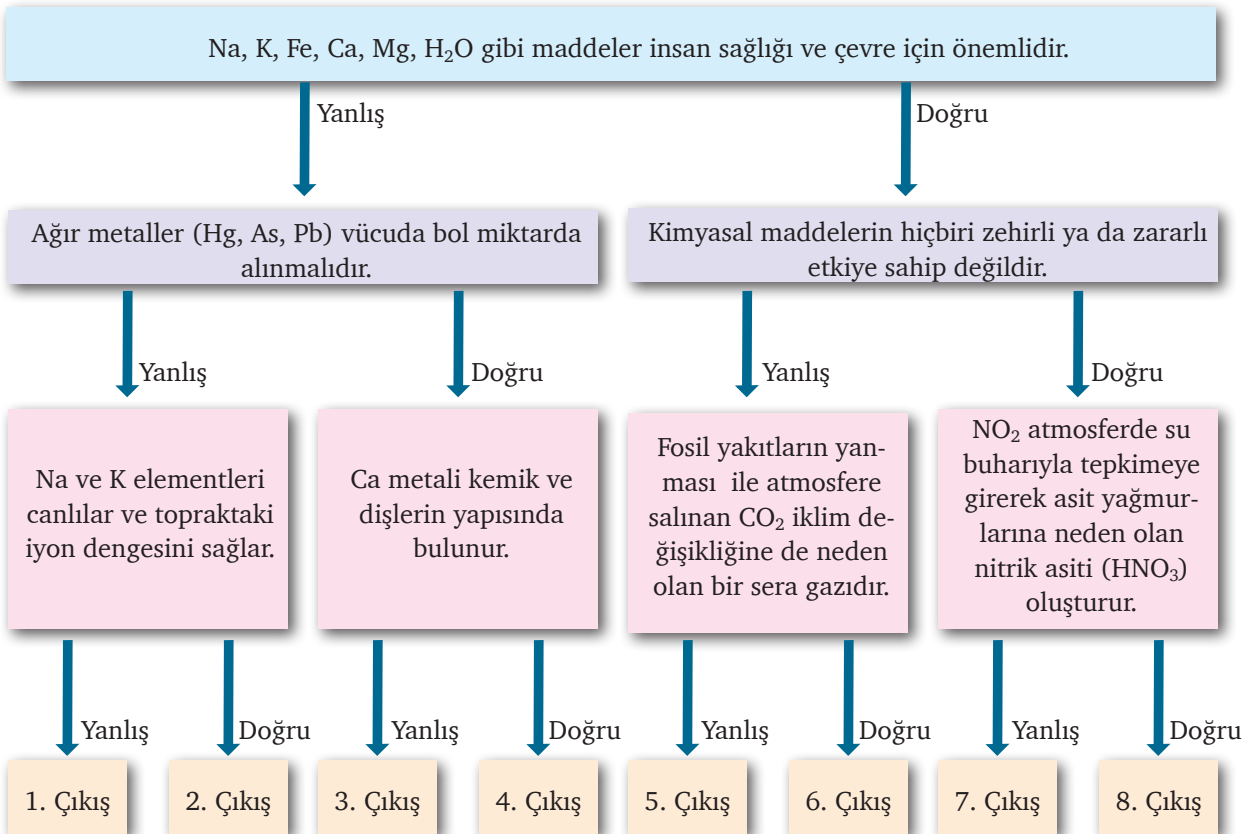 Na, K, Fe, Ca, Mg, H₂O gibi maddeler insan sağlığı ve çevre için önemlidir.
Yanlış
Doğru
Ağır metaller (Hg, As, Pb) vücuda bol miktarda
alınmalıdır.
Kimyasal maddelerin hiçbiri zehirli ya da zararlı
etkiye sahip değildir.
Yanlış
Doğru
Yanlış
Doğru
Na ve K elementleri
canlılar ve topraktaki
iyon dengesini sağlar.
Ca metali kemik ve
dişlerin yapısında
bulunur.
Fosil yakıtların yan-
ması ile atmosfere
salınan CO₂ iklim de-
ğişikliğine de neden
olan bir sera gazıdır.
NO₂ atmosferde su
buharıyla tepkimeye
girerek asit yağmur-
larına neden olan
nitrik asiti (HNO₃)
oluşturur.
Yanlış
Doğru
Yanlış
Doğru
Yanlış
Doğru
Yanlış
Doğru
1. Çıkış
2. Çıkış
3. Çıkış
4. Çıkış
5. Çıkış
6. Çıkış
7. Çıkış
8. Çıkış